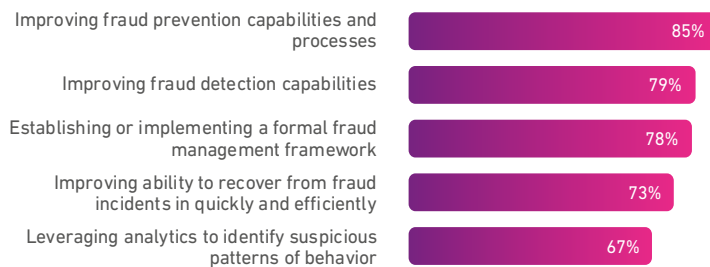 Improving fraud prevention capabilities and
processes
85%
Improving fraud detection capabilities
79%
Establishing or implementing a formal fraud
management framework
78%
Improving ability to recover from fraud
incidents in quickly and efficiently
73%
Leveraging analytics to identify suspicious
patterns of behavior
67%